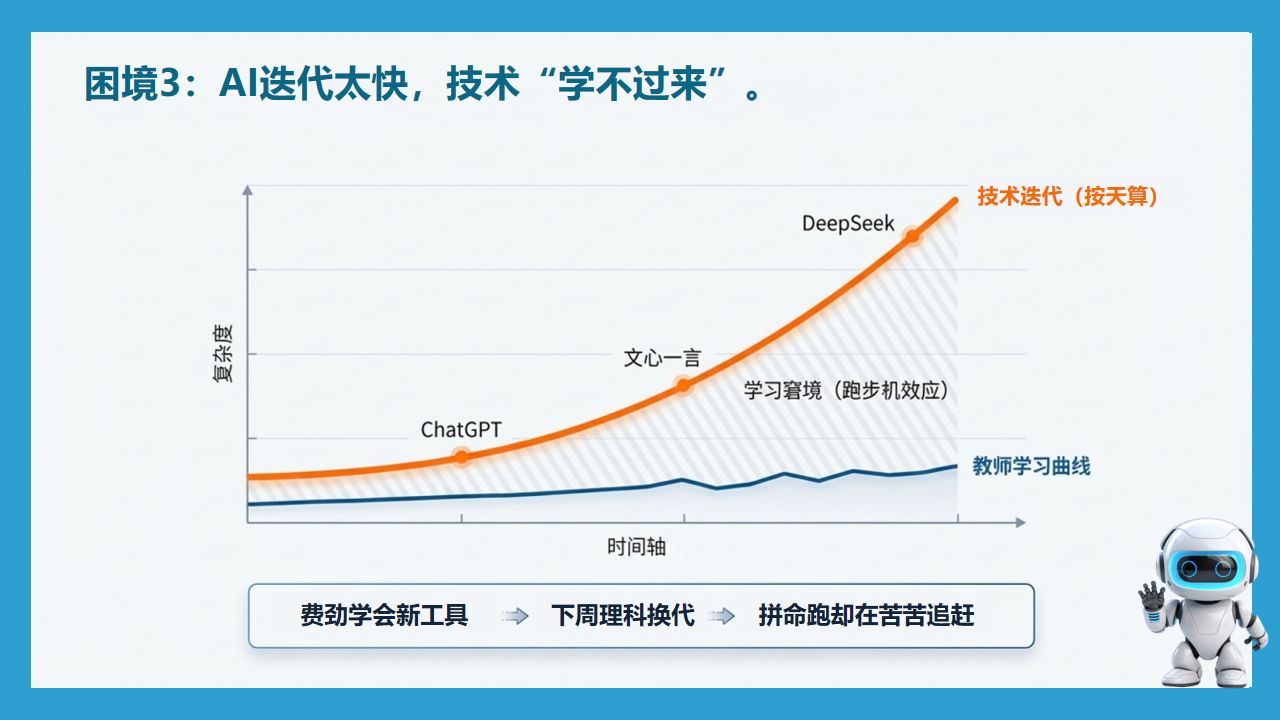 困境3：AI迭代太快，技术“学不过来”。
技术迭代（按天算）
DeepSeek
文心一言
学习窘境（跑步机效应）
ChatGPT
教师学习曲线
复杂度
时间轴
费劲学会新工具
下周理科换代
拼命跑却在苦苦追赶